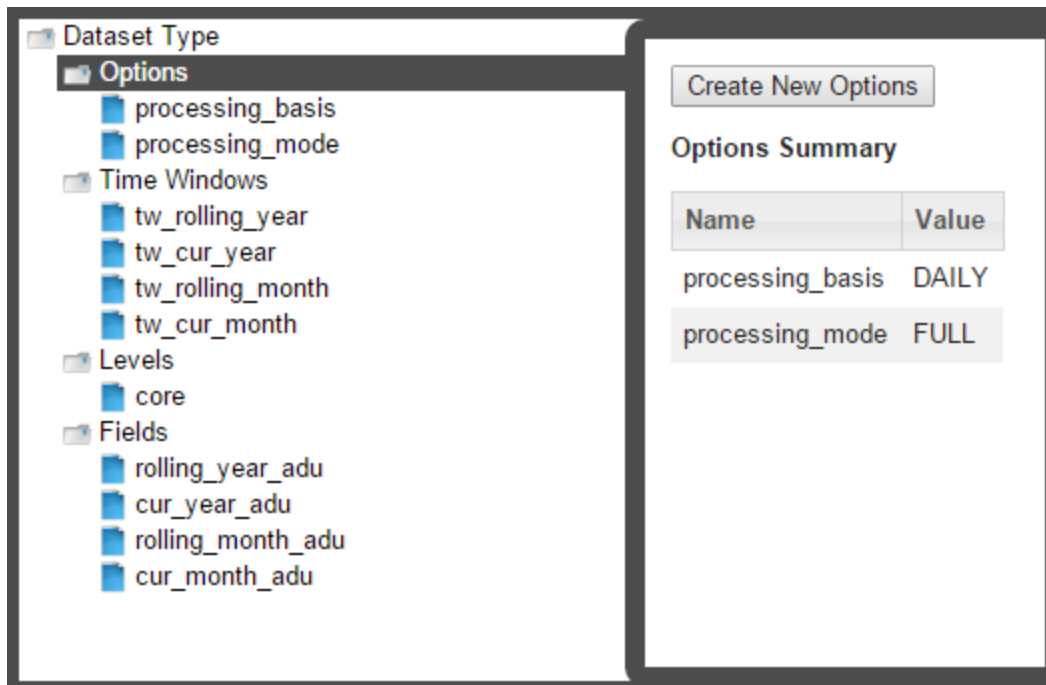 Dataset Type
Options
processing_basis
processing_mode
Time Windows
tw_rolling_year
tw_cur_year
tw_rolling_month
tw_cur_month
Levels
core
Fields
rolling_year_adu
cur_year_adu
rolling_month_adu
cur_month_adu
Create New Options
Options Summary
Name Value
processing_basis DAILY
processing_mode FULL